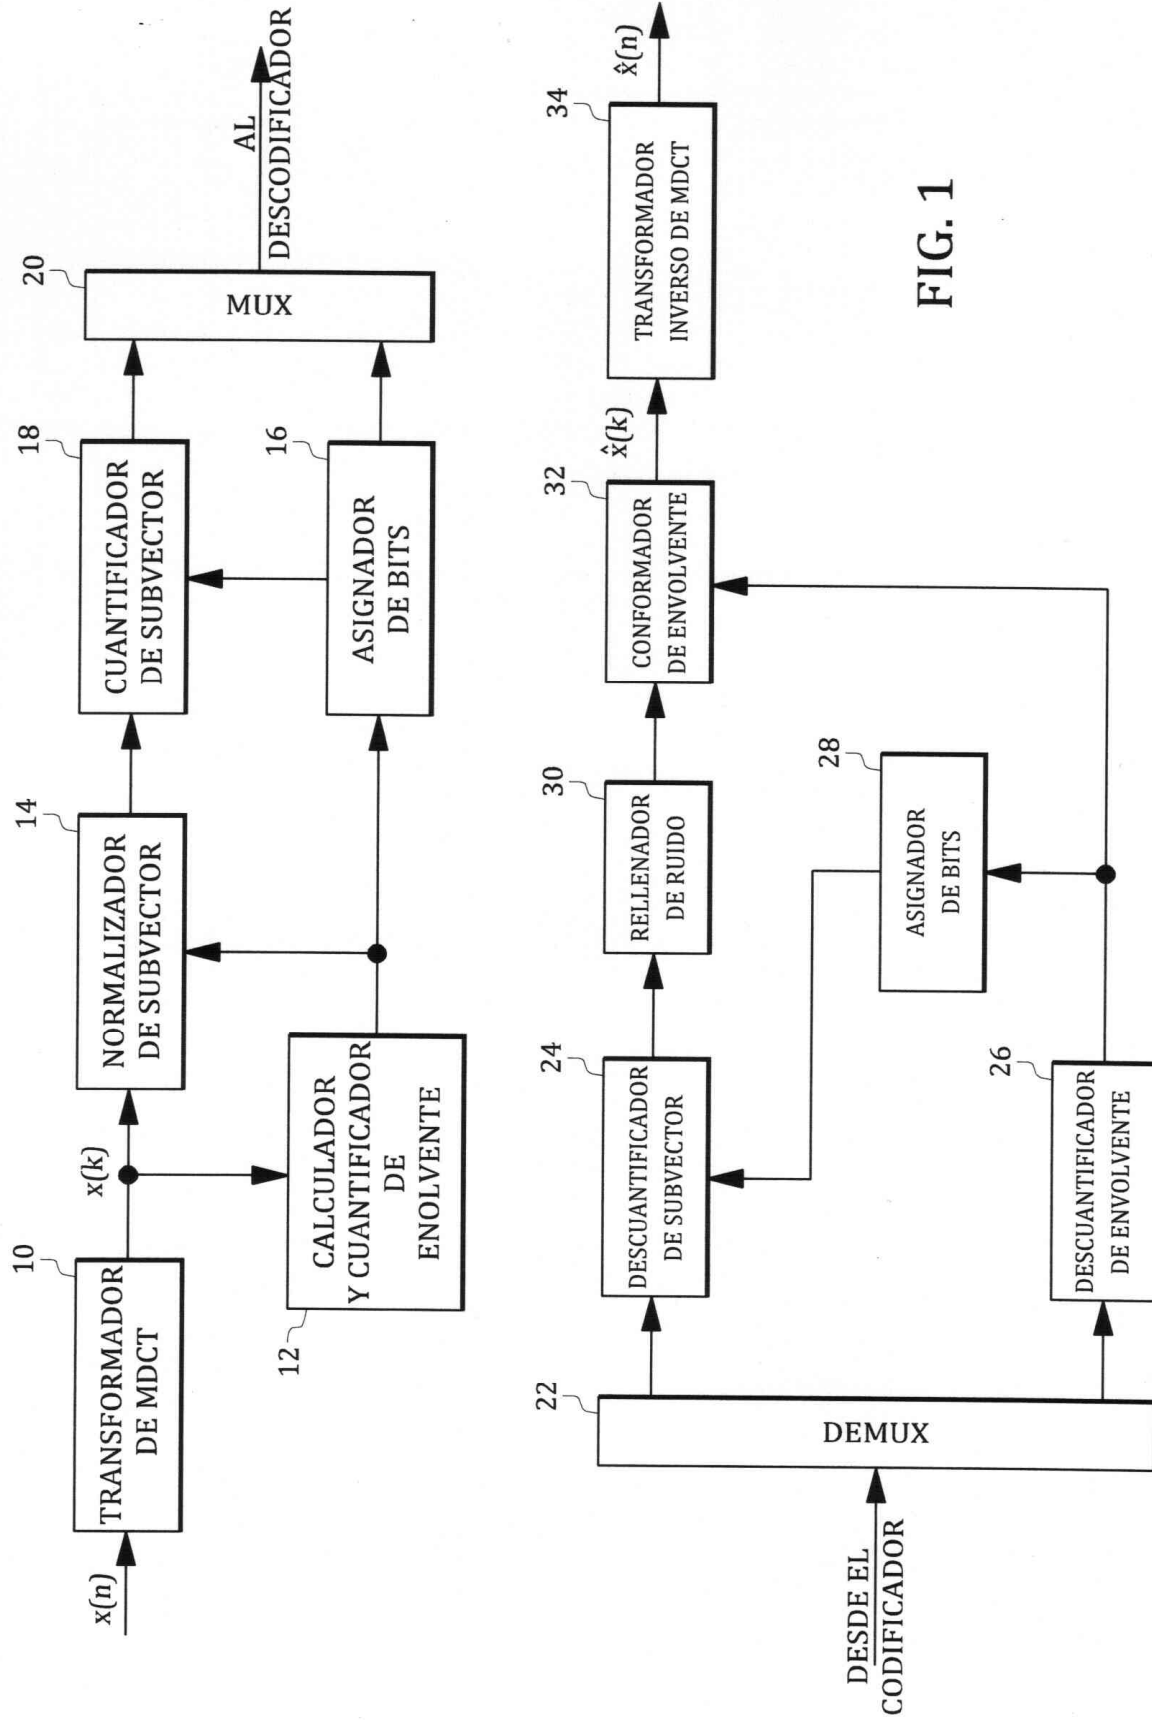 x(n)
10
TRANSFORMADOR
DE MDCT
x(k)
12
CALCULADOR
Y CUANTIFICADOR
DE
ENOLVENTE
14
NORMALIZADOR
DE SUBVECTOR
16
ASIGNADOR
DE BITS
18
CUANTIFICADOR
DE SUBVECTOR
20
MUX
AL
DESCODIFICADOR
DESDE EL
CODIFICADOR
22
DEMUX
24
DESCUANTIFICADOR
DE SUBVECTOR
26
DESCUANTIFICADOR
DE ENVOLVENTE
28
ASIGNADOR
DE BITS
30
RELLENADOR
DE RUIDO
32
CONFORMADOR
DE ENVOLVENTE
x̂(k)
34
TRANSFORMADOR
INVERSO DE MDCT
x̂(n)
FIG. 1